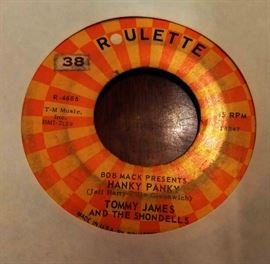 ROULETTE
38
R-4686
T-M Music,
Inc.
BMI-2:59
45 RPM
BOB MACK PRESENTS
HANKY PANKY
(Jeff Barry-Ellie Greenwich)
TOMMY JAMES
AND THE SHONDELLS
MADE IN U.S.A.